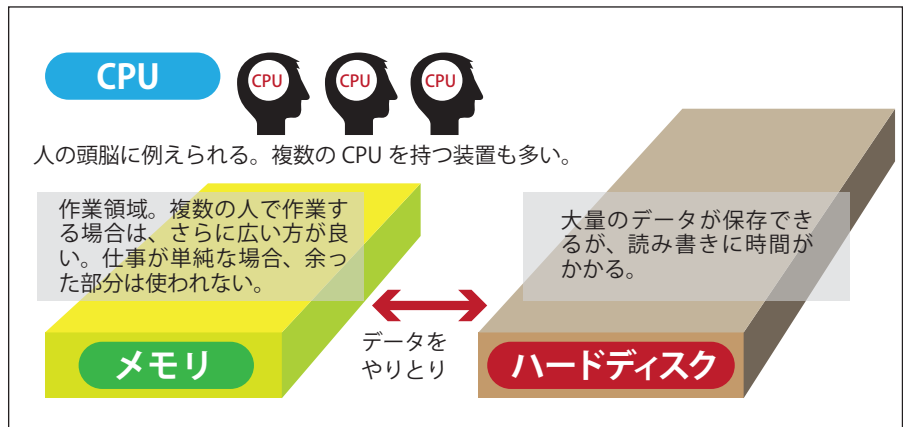 CPU
CPU CPU CPU
人の頭脳に例えられる。複数の CPU を持つ装置も多い。
作業領域。複数の人で作業す
る場合は、さらに広い方が良
い。仕事が単純な場合、余っ
た部分は使われない。
大量のデータが保存でき
るが、読み書きに時間が
かかる。
データを
やりとり
メモリ
ハードディスク